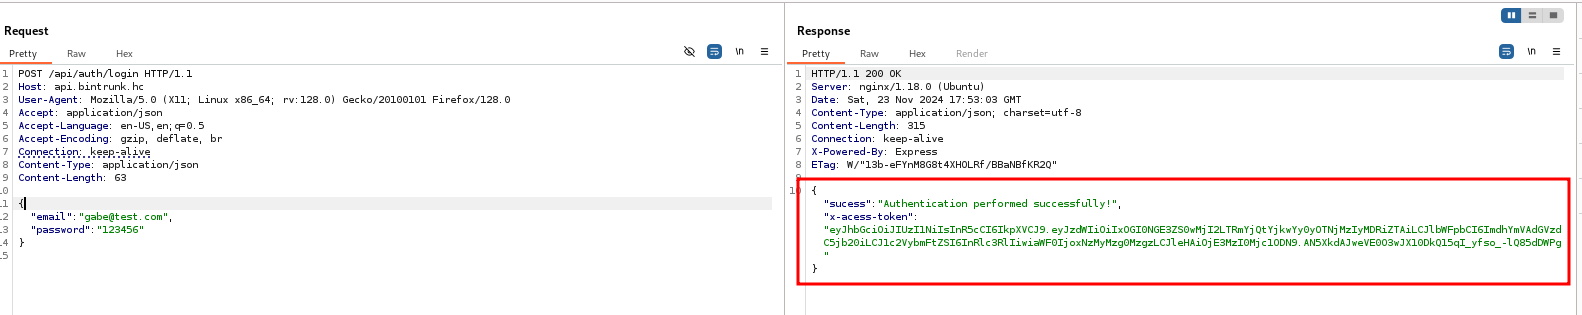 Request
Pretty Raw Hex
\n
1 POST /api/auth/login HTTP/1.1
2 Host: api.bintrunk.hc
3 User-Agent: Mozilla/5.0 (X11; Linux x86_64; rv:128.0) Gecko/20100101 Firefox/128.0
4 Accept: application/json
5 Accept-Language: en-US,en;q=0.5
6 Accept-Encoding: gzip, deflate, br
7 Connection: keep-alive
8 Content-Type: application/json
9 Content-Length: 63
10
11 {
12 "email":"gabe@test.com",
13 "password":"123456"
14 }
15
Response
Pretty Raw Hex Render
\n
1 HTTP/1.1 200 OK
2 Server: nginx/1.18.0 (Ubuntu)
3 Date: Sat, 23 Nov 2024 17:53:03 GMT
4 Content-Type: application/json; charset=utf-8
5 Content-Length: 315
6 Connection: keep-alive
7 X-Powered-By: Express
8 ETag: W/"13b-eFYnM8G8t4XHOLRf/BBaNBfKR2Q"
9
10 {
"sucess":"Authentication performed successfully!",
"x-acess-token":
"
}